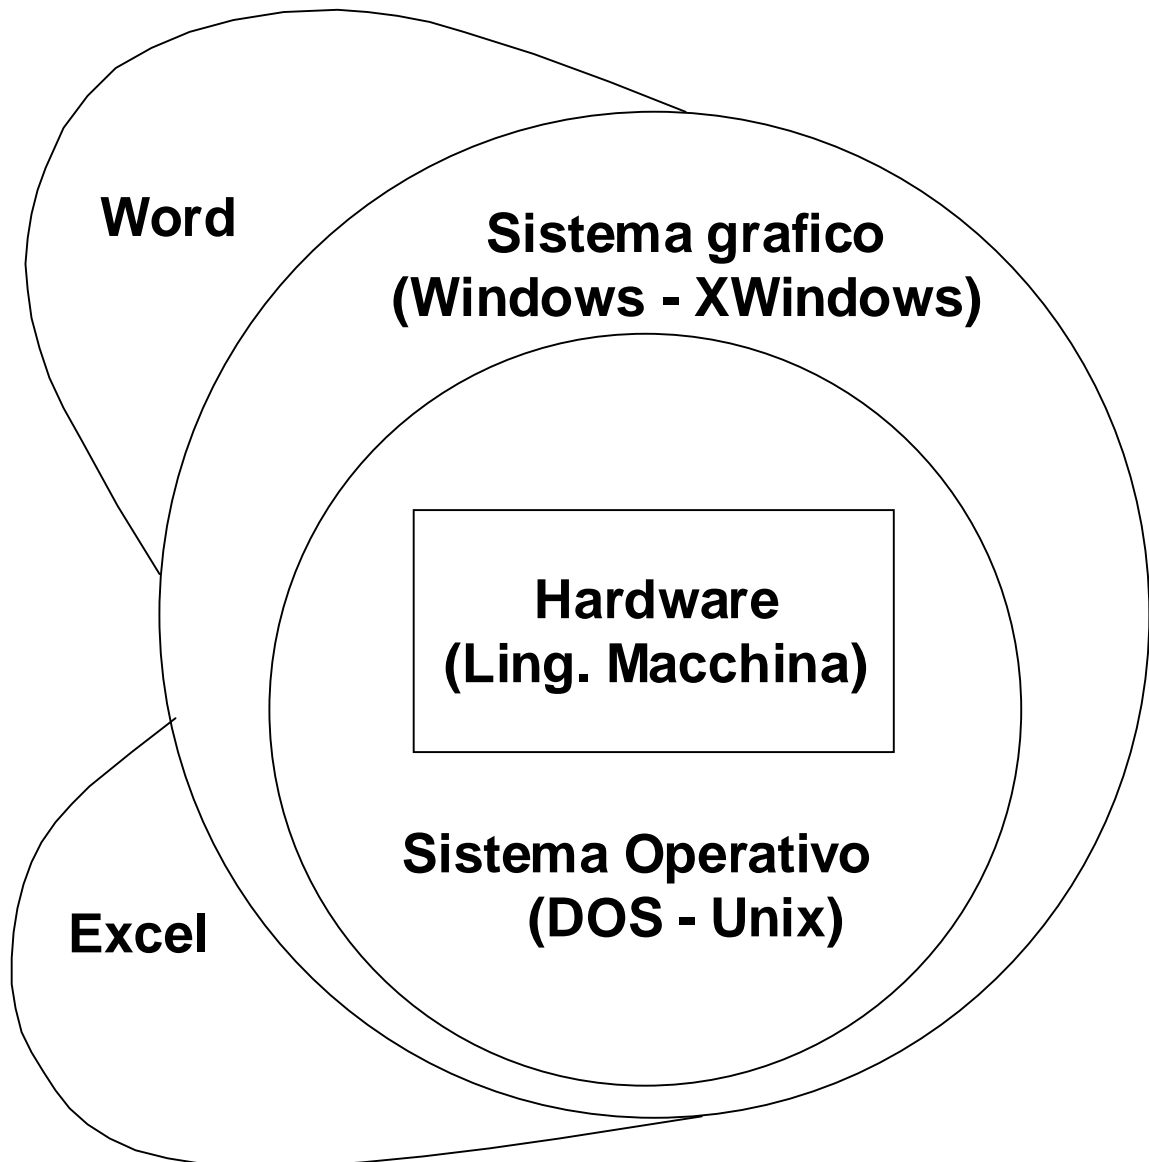 Word
Sistema grafico
(Windows - XWindows)
Hardware
(Ling. Macchina)
Sistema Operativo
(DOS - Unix)
Excel